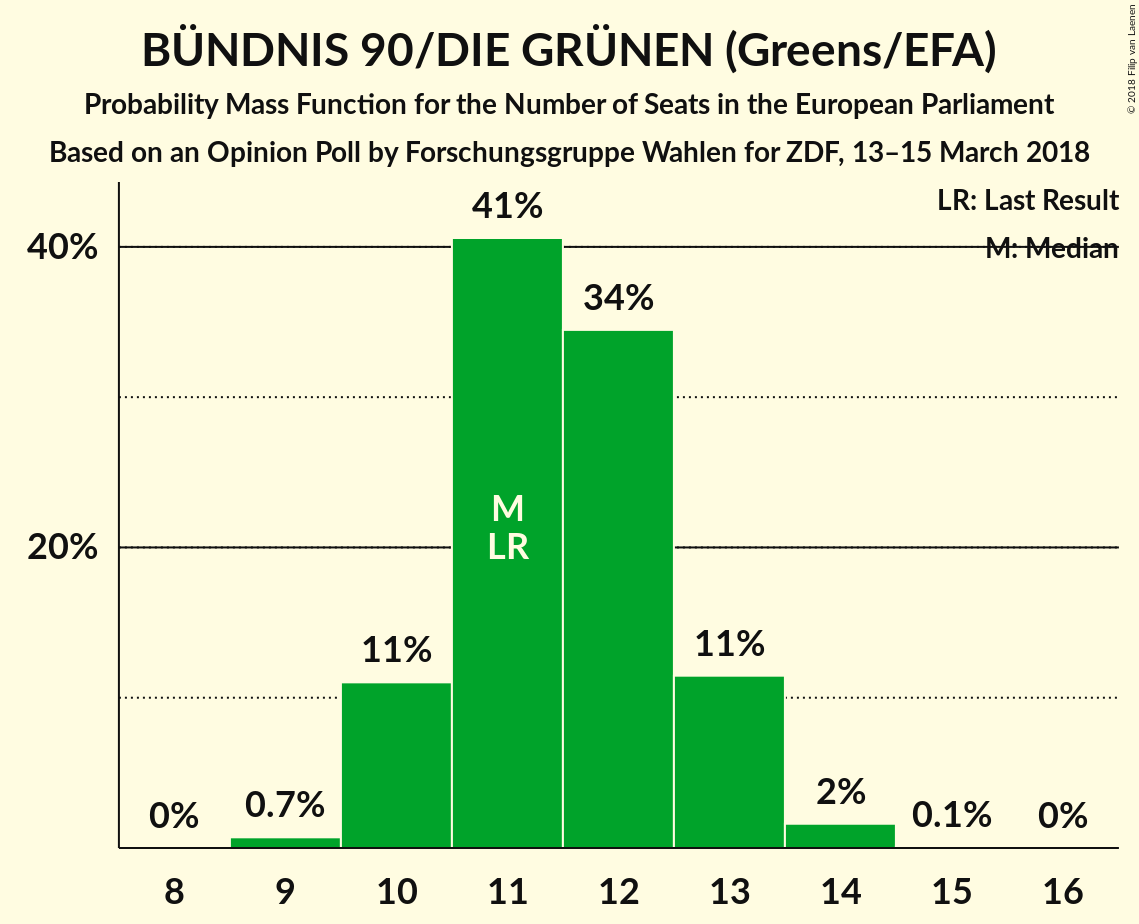 BÜNDNIS 90/DIE GRÜNEN (Greens/EFA)
Probability Mass Function for the Number of Seats in the European Parliament
Based on an Opinion Poll by Forschungsgruppe Wahlen for ZDF, 13–15 March 2018
© 2018 Filip van Laenen
LR: Last Result
M: Median
40%
20%
0%
0.7%
11%
41%
34%
11%
2%
0.1%
0%
M
LR
8 9 10 11 12 13 14 15 16